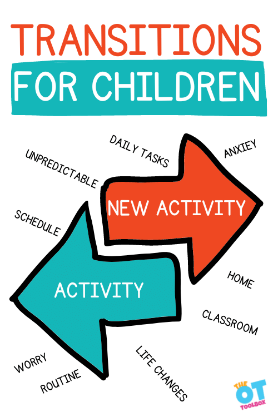 TRANSITIONS
FOR CHILDREN
DAILY TASKS
ANXIEY
UNPREDICTABLE
NEW ACTIVITY
SCHEDULE
ACTIVITY
HOME
CLASSROOM
WORRY
ROUTINE
LIFE CHANGES
THE
OT
TOOLBOX